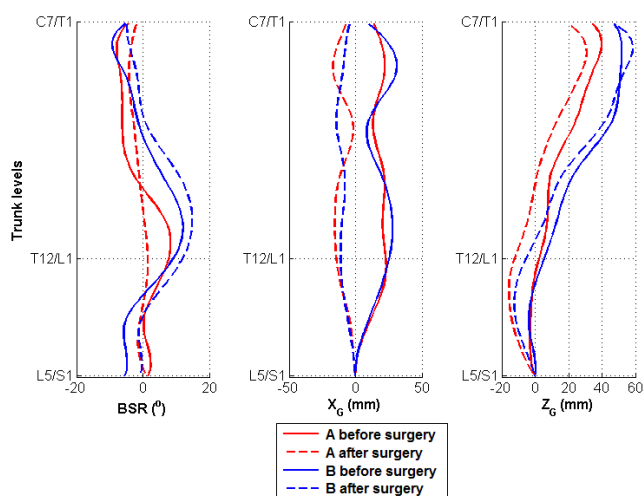 C7/T1
C7/T1
C7/T1
Trunk levels
T12/L1
T12/L1
T12/L1
L5/S1
L5/S1
L5/S1
-20 0 20
-50 0 50
-20 0 20 40 60
BSR (⁰)
X_G (mm)
Z_G (mm)
A before surgery
A after surgery
B before surgery
B after surgery